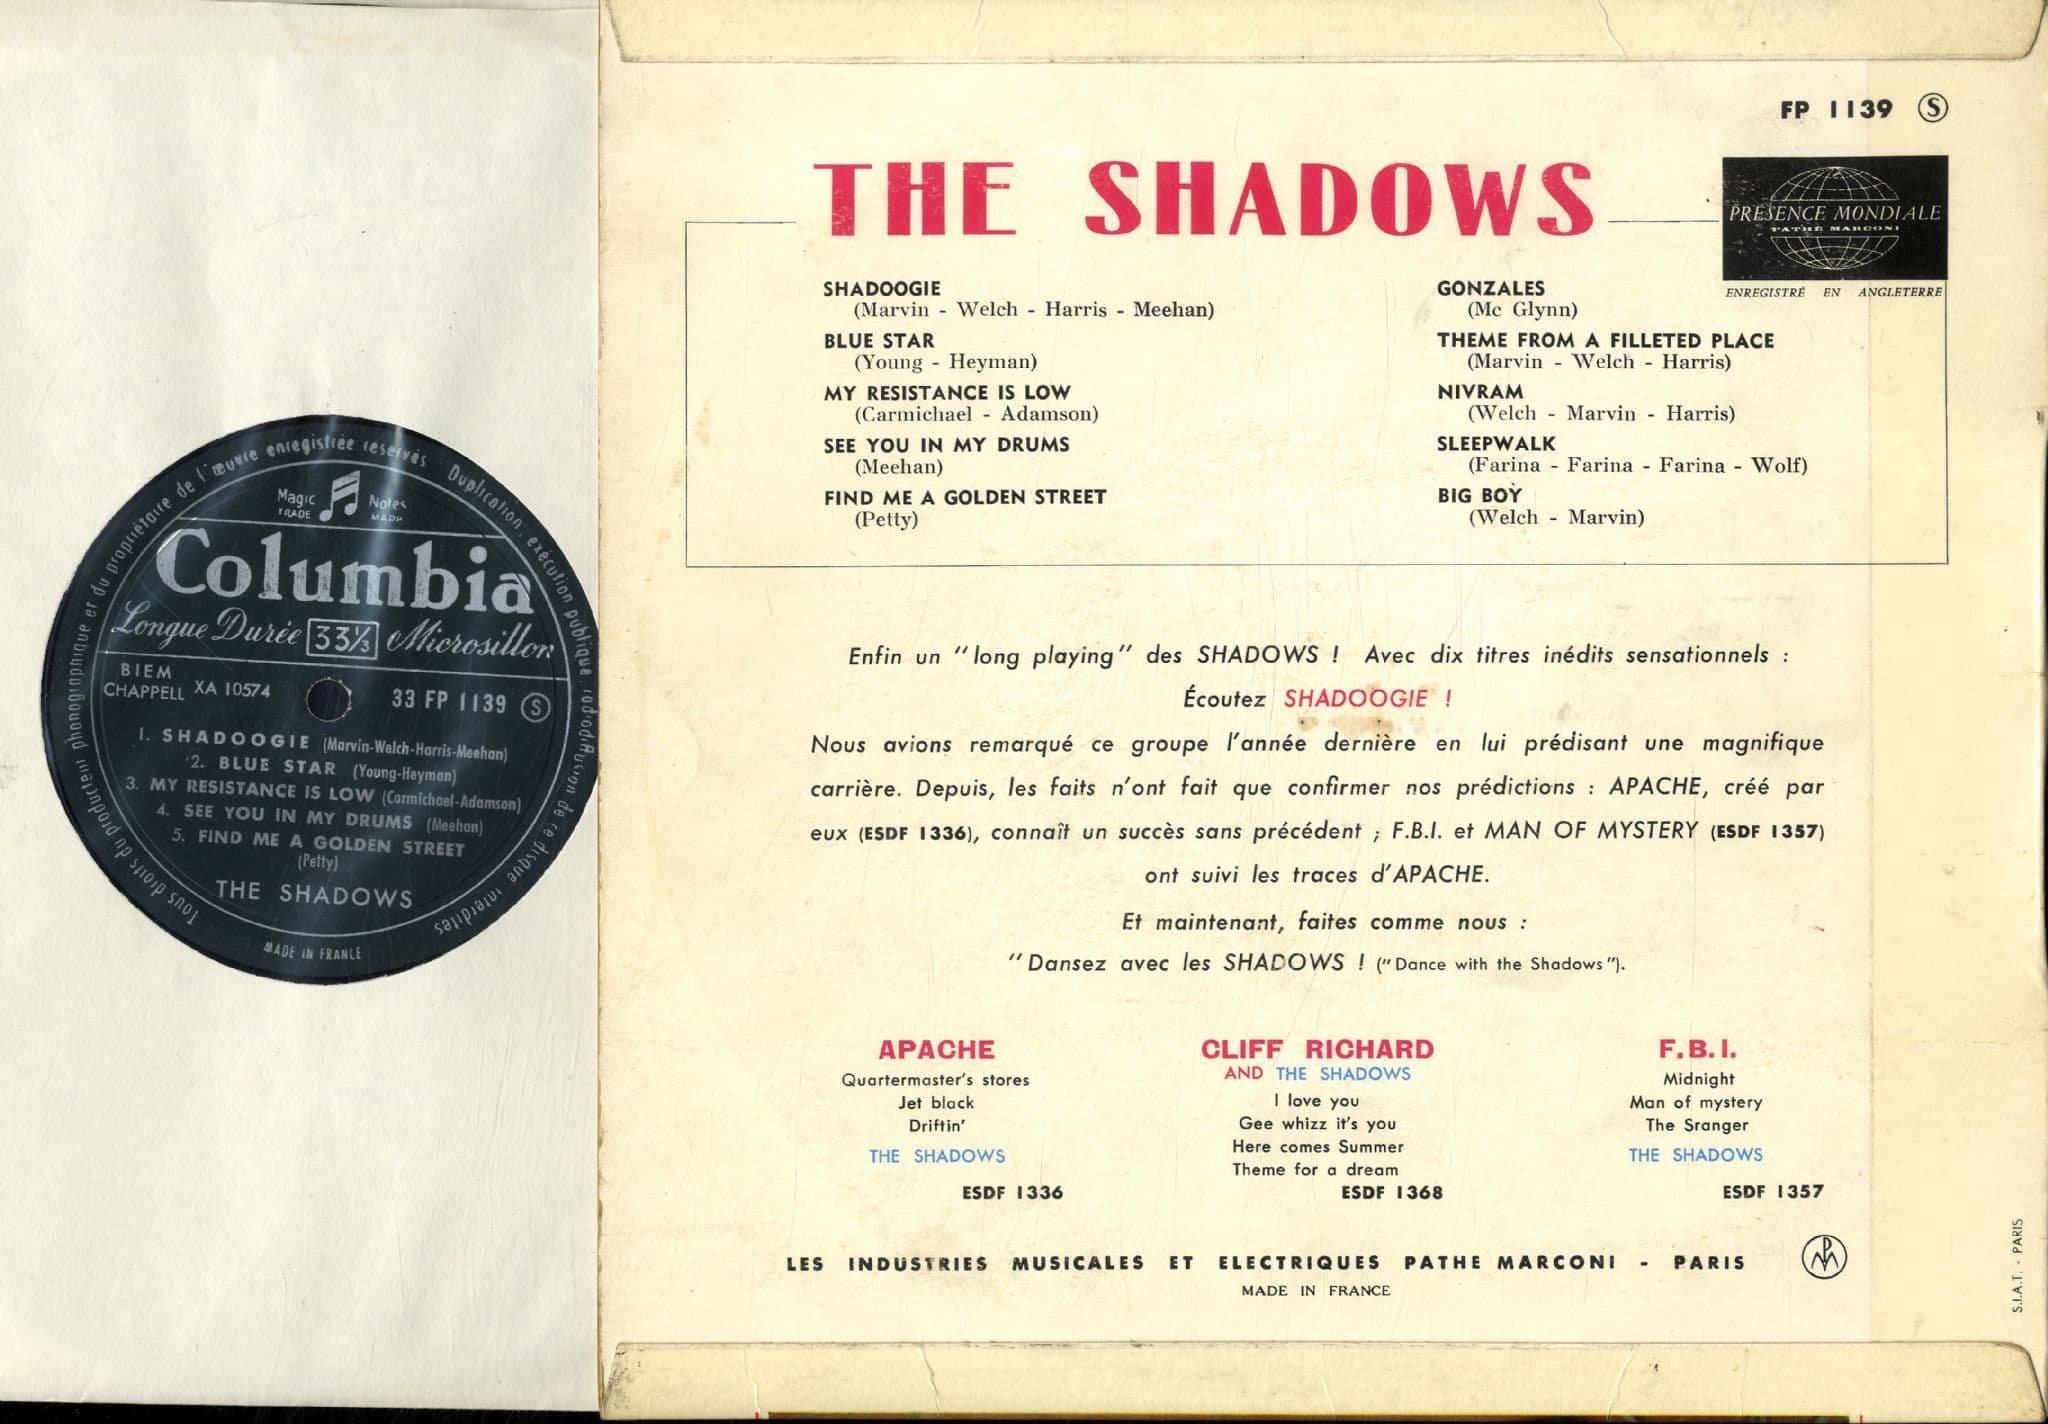 Tous droits du producteur phonographique et du propriétaire de l'œuvre enregistrée réservés. Duplication, exécution publique, radiodiffusion de ce disque interdites
Magic Notes
TRADE MARK
Columbia
Longue Durée 33⅓ Microsillon
BIEM
CHAPPELL XA 10574
33 FP 1139 Ⓢ
1. SHADOOGIE (Marvin-Welch-Harris-Meehan)
2. BLUE STAR (Young-Heyman)
3. MY RESISTANCE IS LOW (Carmichael-Adamson)
4. SEE YOU IN MY DRUMS (Meehan)
5. FIND ME A GOLDEN STREET
(Petty)
THE SHADOWS
MADE IN FRANCE
FP 1139 Ⓢ
THE SHADOWS
PRÉSENCE MONDIALE
PATHÉ MARCONI
ENREGISTRÉ EN ANGLETERRE
SHADOOGIE
(Marvin - Welch - Harris - Meehan)
BLUE STAR
(Young - Heyman)
MY RESISTANCE IS LOW
(Carmichael - Adamson)
SEE YOU IN MY DRUMS
(Meehan)
FIND ME A GOLDEN STREET
(Petty)
GONZALES
(Mc Glynn)
THEME FROM A FILLETED PLACE
(Marvin - Welch - Harris)
NIVRAM
(Welch - Marvin - Harris)
SLEEPWALK
(Farina - Farina - Farina - Wolf)
BIG BOY
(Welch - Marvin)
Enfin un "long playing" des SHADOWS ! Avec dix titres inédits sensationnels :
Écoutez SHADOOGIE !
Nous avions remarqué ce groupe l'année dernière en lui prédisant une magnifique
carrière. Depuis, les faits n'ont fait que confirmer nos prédictions : APACHE, créé par
eux (ESDF 1336), connaît un succès sans précédent ; F.B.I. et MAN OF MYSTERY (ESDF 1357)
ont suivi les traces d'APACHE.
Et maintenant, faites comme nous :
"Dansez avec les SHADOWS ! ("Dance with the Shadows").
APACHE
Quartermaster's stores
Jet black
Driftin'
THE SHADOWS
ESDF 1336
CLIFF RICHARD
AND THE SHADOWS
I love you
Gee whizz it's you
Here comes Summer
Theme for a dream
ESDF 1368
F.B.I.
Midnight
Man of mystery
The Sranger
THE SHADOWS
ESDF 1357
LES INDUSTRIES MUSICALES ET ELECTRIQUES PATHE MARCONI - PARIS
MADE IN FRANCE
PM
S.I.A.T. - PARIS